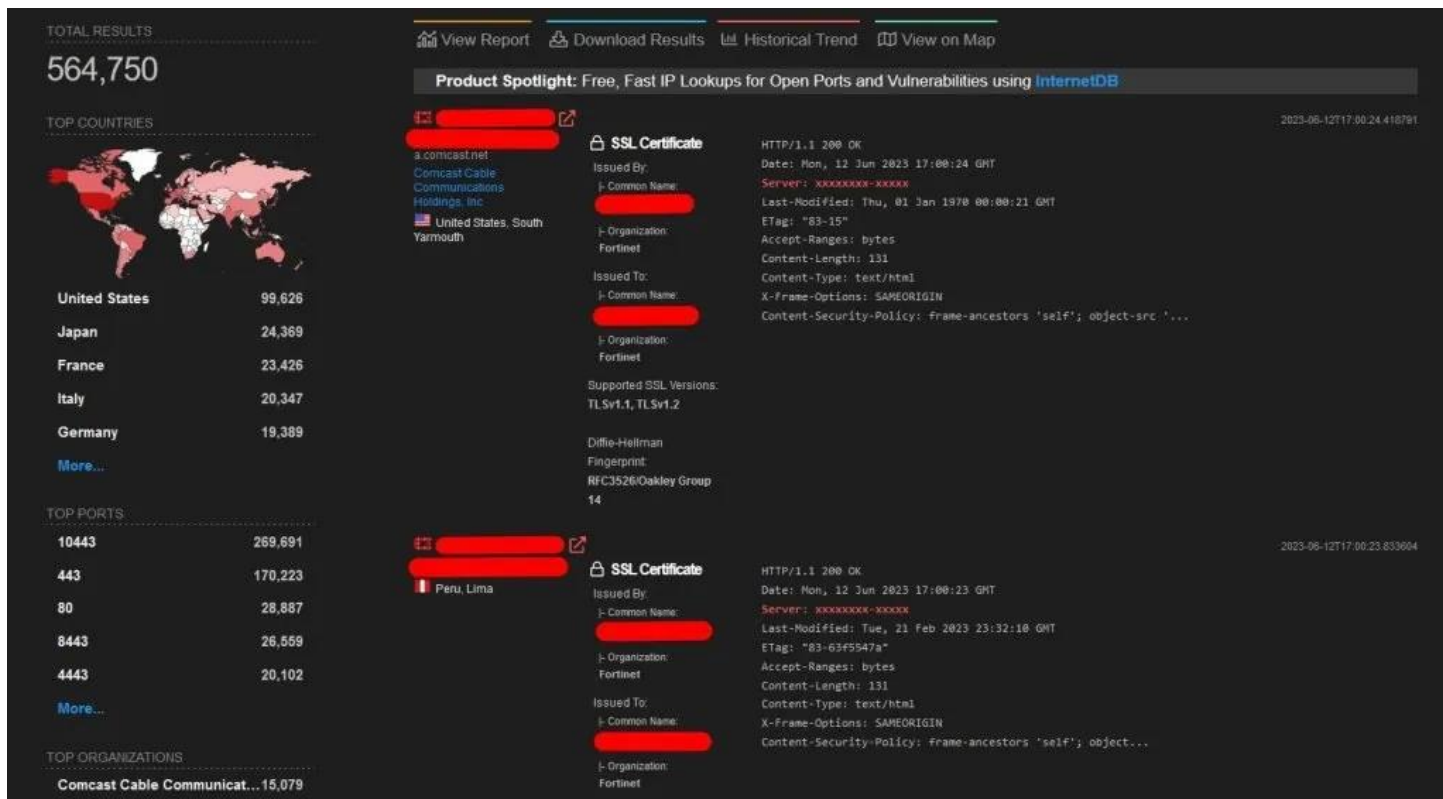 TOTAL RESULTS
564,750
TOP COUNTRIES
United States 99,626
Japan 24,369
France 23,426
Italy 20,347
Germany 19,389
More...
TOP PORTS
10443 269,691
443 170,223
80 28,887
8443 26,559
4443 20,102
More...
TOP ORGANIZATIONS
Comcast Cable Communicat... 15,079
View Report Download Results Historical Trend View on Map
Product Spotlight: Free, Fast IP Lookups for Open Ports and Vulnerabilities using InternetDB
2023-06-12T17:00:24.418791
a.comcast.net
Comcast Cable
Communications
Holdings, Inc
United States, South
Yarmouth
SSL Certificate
Issued By:
|- Common Name:
|- Organization:
Fortinet
Issued To:
|- Common Name:
|- Organization:
Fortinet
Supported SSL Versions:
TLSv1.1, TLSv1.2
Diffie-Hellman
Fingerprint:
RFC3526/Oakley Group
14
HTTP/1.1 200 OK
Date: Mon, 12 Jun 2023 17:00:24 GMT
Server: xxxxxxxx-xxxxx
Last-Modified: Thu, 01 Jan 1970 00:00:21 GMT
ETag: "83-15"
Accept-Ranges: bytes
Content-Length: 131
Content-Type: text/html
X-Frame-Options: SAMEORIGIN
Content-Security-Policy: frame-ancestors 'self'; object-src '...
2023-06-12T17:00:23.833604
Peru, Lima
SSL Certificate
Issued By:
|- Common Name:
|- Organization:
Fortinet
Issued To:
|- Common Name:
|- Organization:
Fortinet
HTTP/1.1 200 OK
Date: Mon, 12 Jun 2023 17:00:23 GMT
Server: xxxxxxxx-xxxxx
Last-Modified: Tue, 21 Feb 2023 23:32:10 GMT
ETag: "83-63f5547a"
Accept-Ranges: bytes
Content-Length: 131
Content-Type: text/html
X-Frame-Options: SAMEORIGIN
Content-Security-Policy: frame-ancestors 'self'; object...